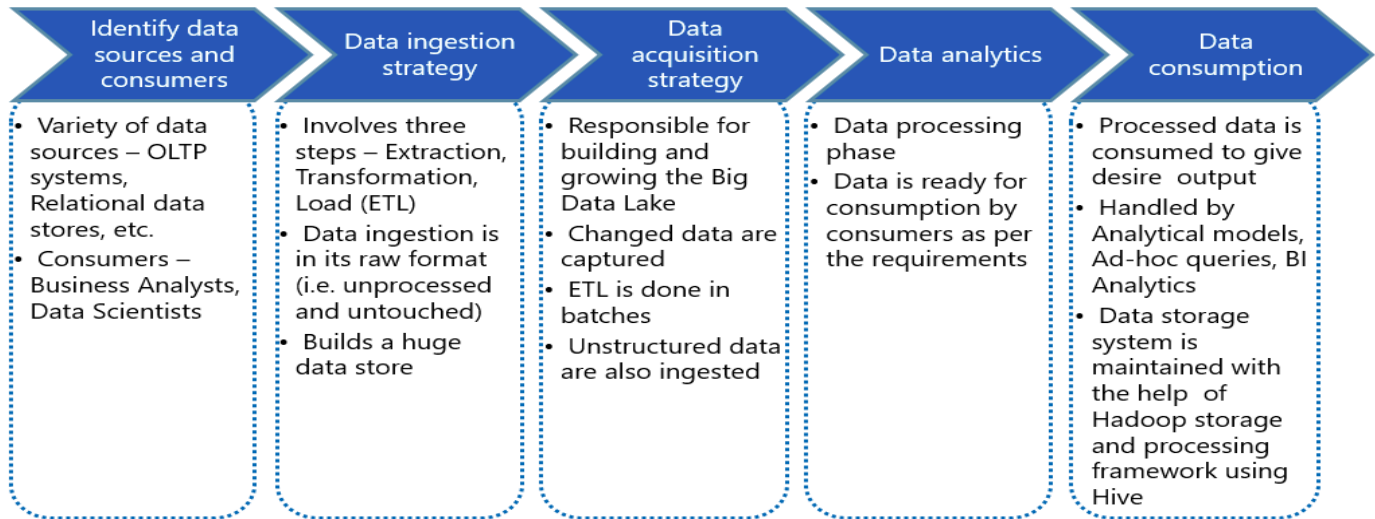 Identify data
sources and
consumers
• Variety of data
sources – OLTP
systems,
Relational data
stores, etc.
• Consumers –
Business Analysts,
Data Scientists
Data ingestion
strategy
• Involves three
steps – Extraction,
Transformation,
Load (ETL)
• Data ingestion is
in its raw format
(i.e. unprocessed
and untouched)
• Builds a huge
data store
Data
acquisition
strategy
• Responsible for
building and
growing the Big
Data Lake
• Changed data are
captured
• ETL is done in
batches
• Unstructured data
are also ingested
Data analytics
• Data processing
phase
• Data is ready for
consumption by
consumers as per
the requirements
Data
consumption
• Processed data is
consumed to give
desire output
• Handled by
Analytical models,
Ad-hoc queries, BI
Analytics
• Data storage
system is
maintained with
the help of
Hadoop storage
and processing
framework using
Hive